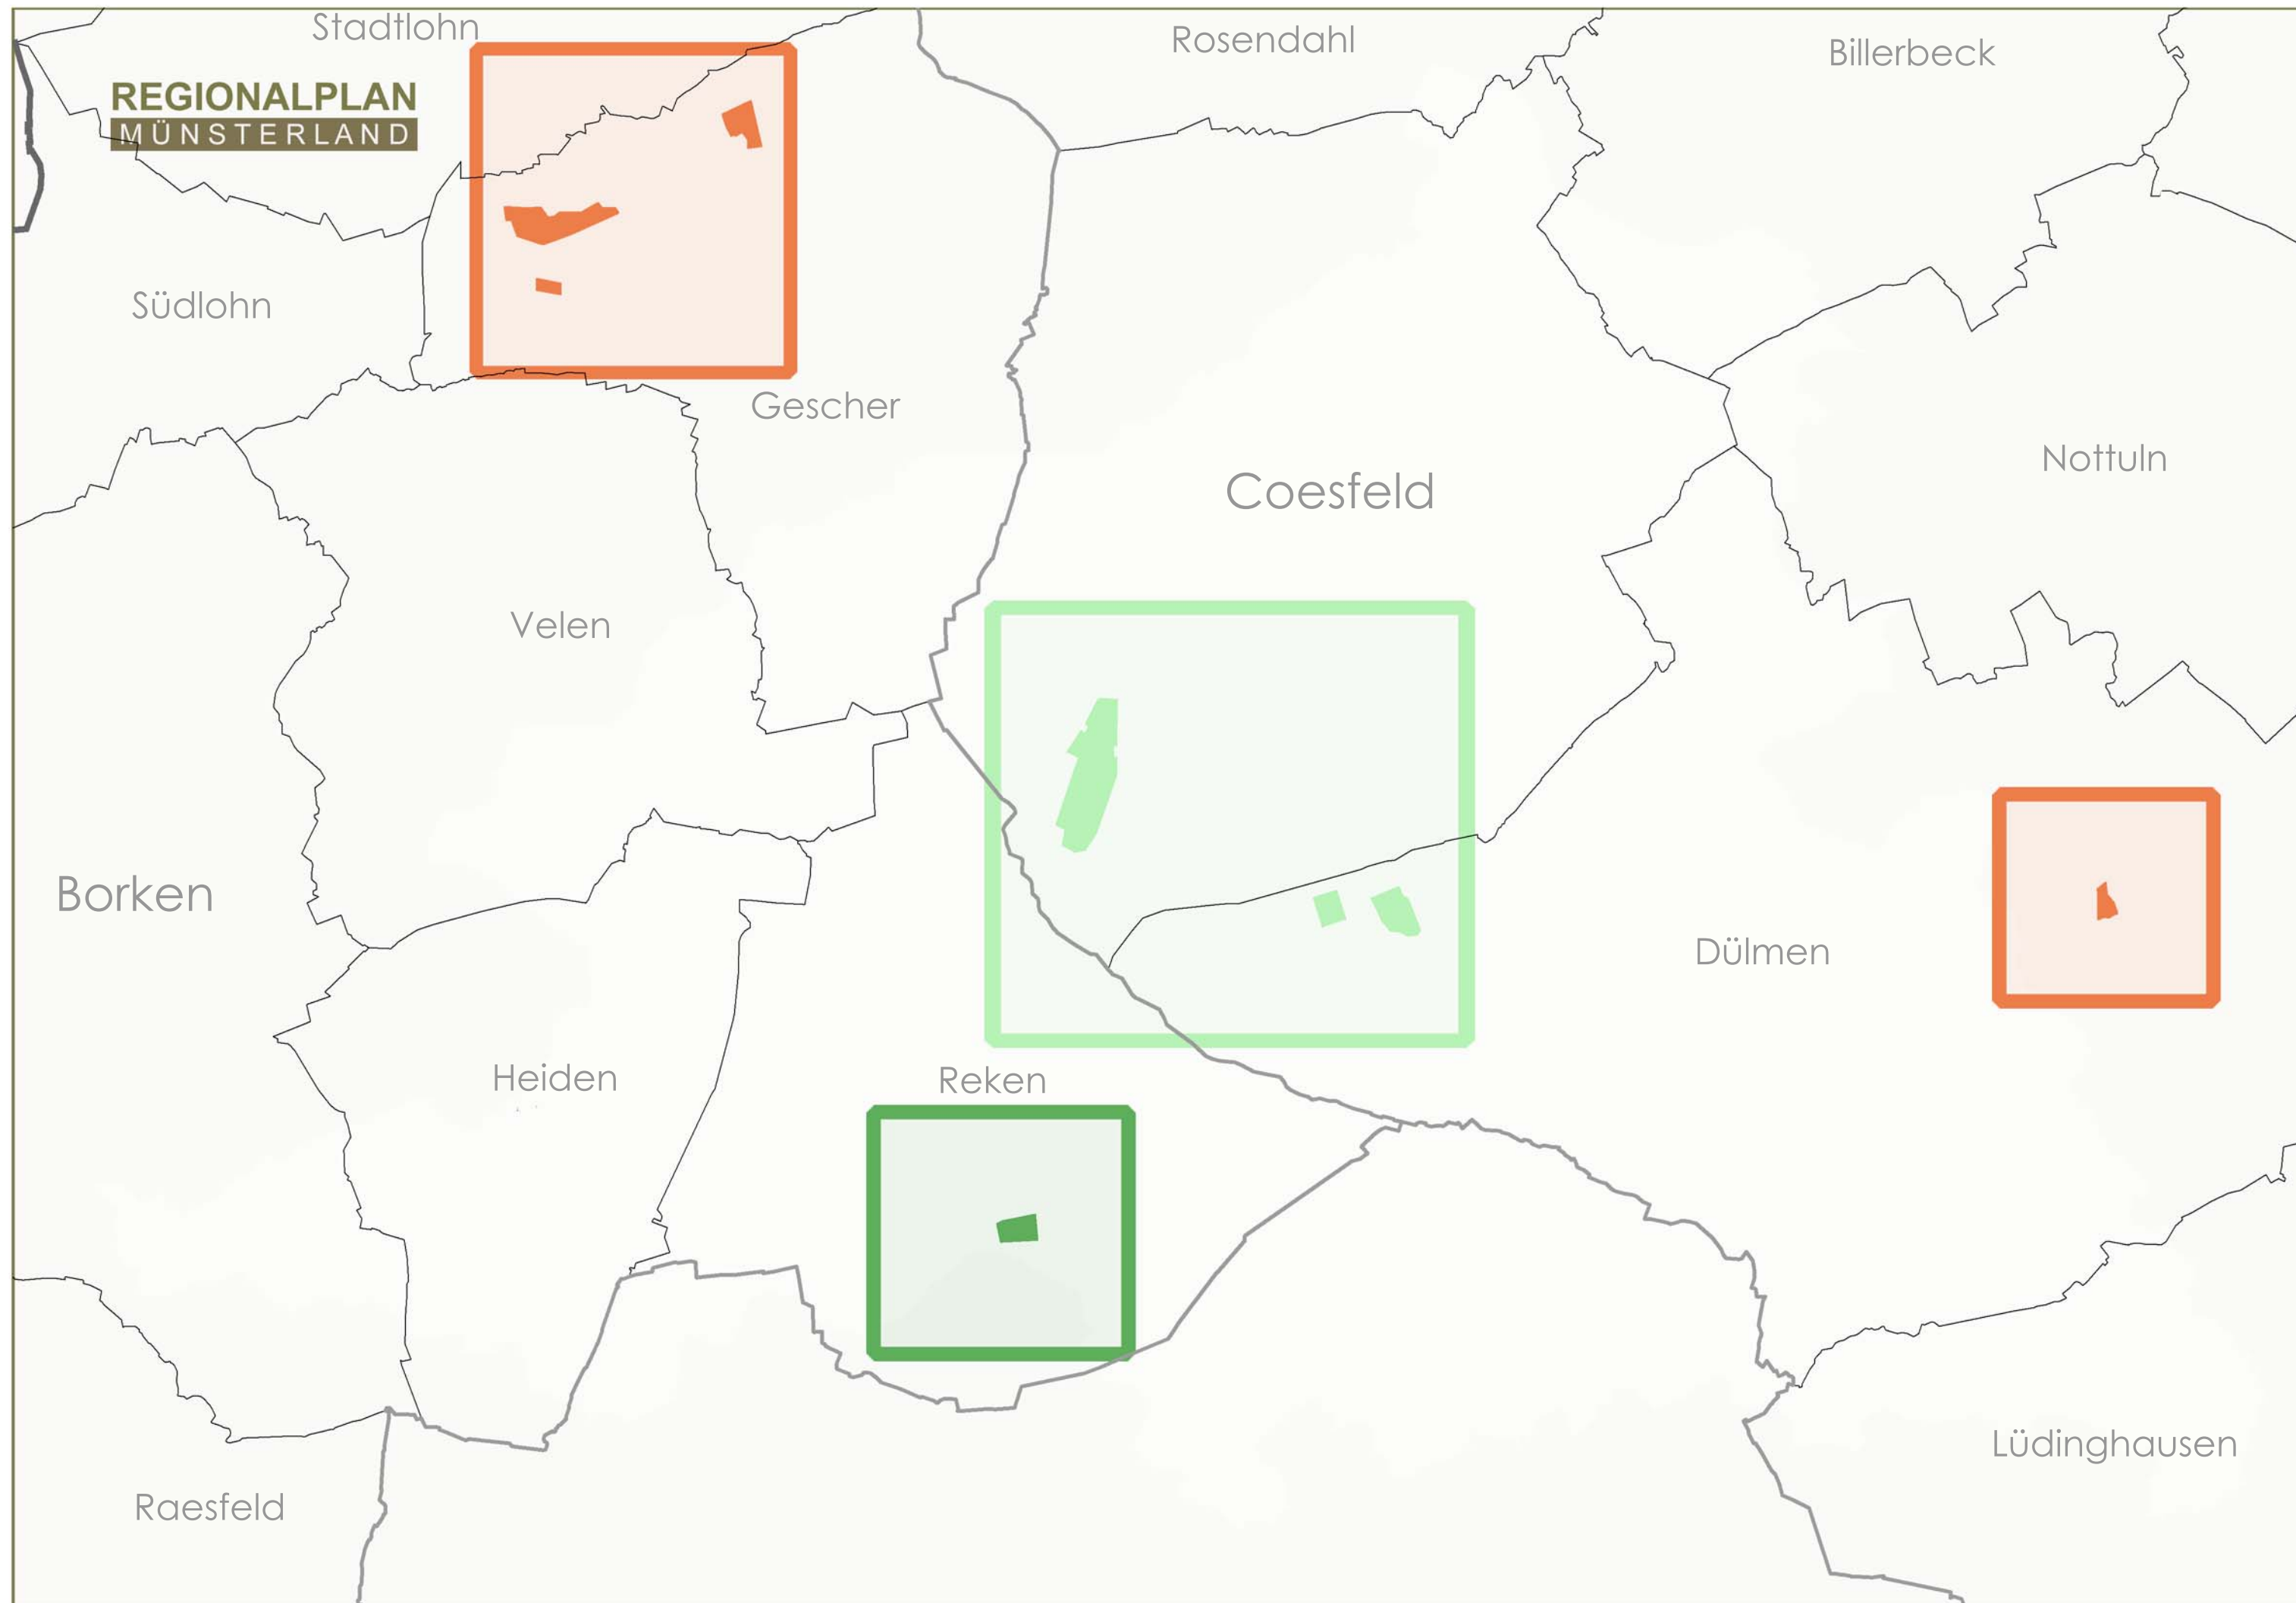 Stadtlohn
Rosendahl
Billerbeck
REGIONALPLAN
MÜNSTERLAND
Südlohn
Gescher
Nottuln
Coesfeld
Velen
Borken
Dülmen
Heiden
Reken
Lüdinghausen
Raesfeld